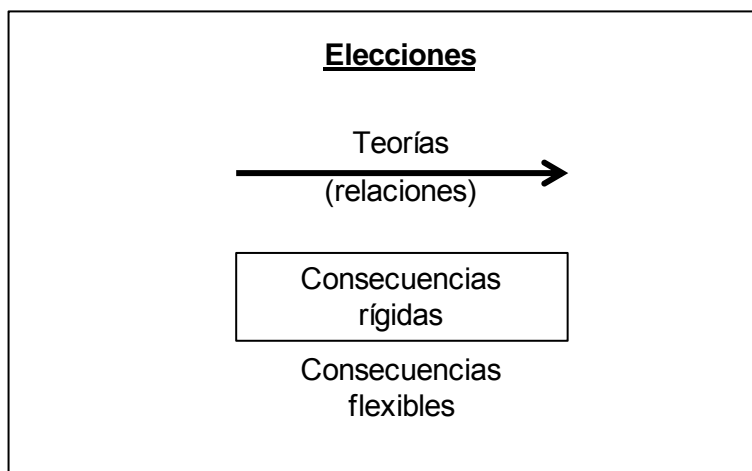 Elecciones
Teorías
(relaciones)
Consecuencias
rígidas
Consecuencias
flexibles